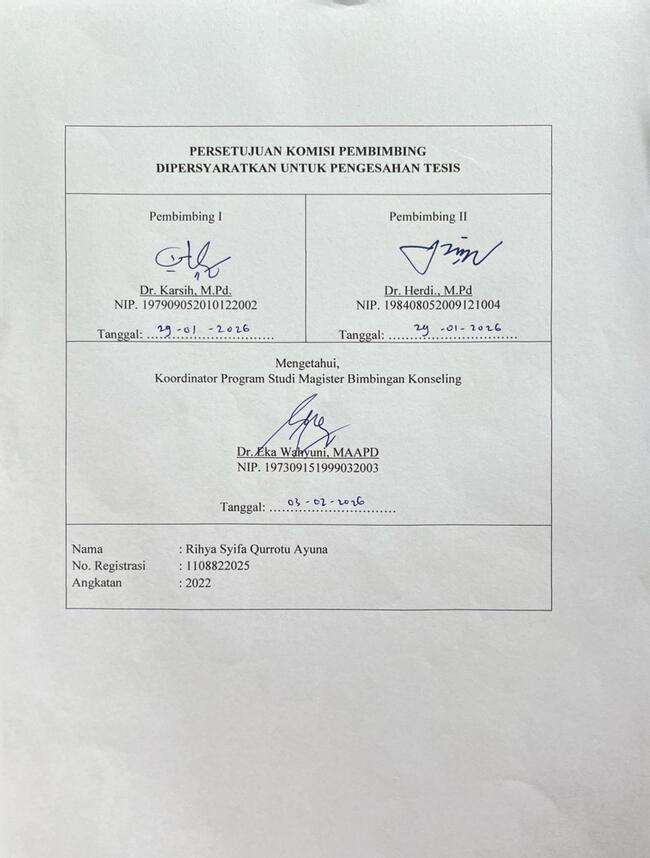 PERSETUJUAN KOMISI PEMBIMBING
DIPERSYARATKAN UNTUK PENGESAHAN TESIS
Pembimbing I
Dr. Karsih, M.Pd.
NIP. 197909052010122002
Tanggal: 29-01-2026
Pembimbing II
Dr. Herdi., M.Pd
NIP. 198408052009121004
Tanggal: 29-01-2026
Mengetahui,
Koordinator Program Studi Magister Bimbingan Konseling
Dr. Eka Wahyuni, MAAPD
NIP. 197309151999032003
Tanggal: 03-02-2026
Nama : Rihya Syifa Qurrotu Ayuna
No. Registrasi : 1108822025
Angkatan : 2022